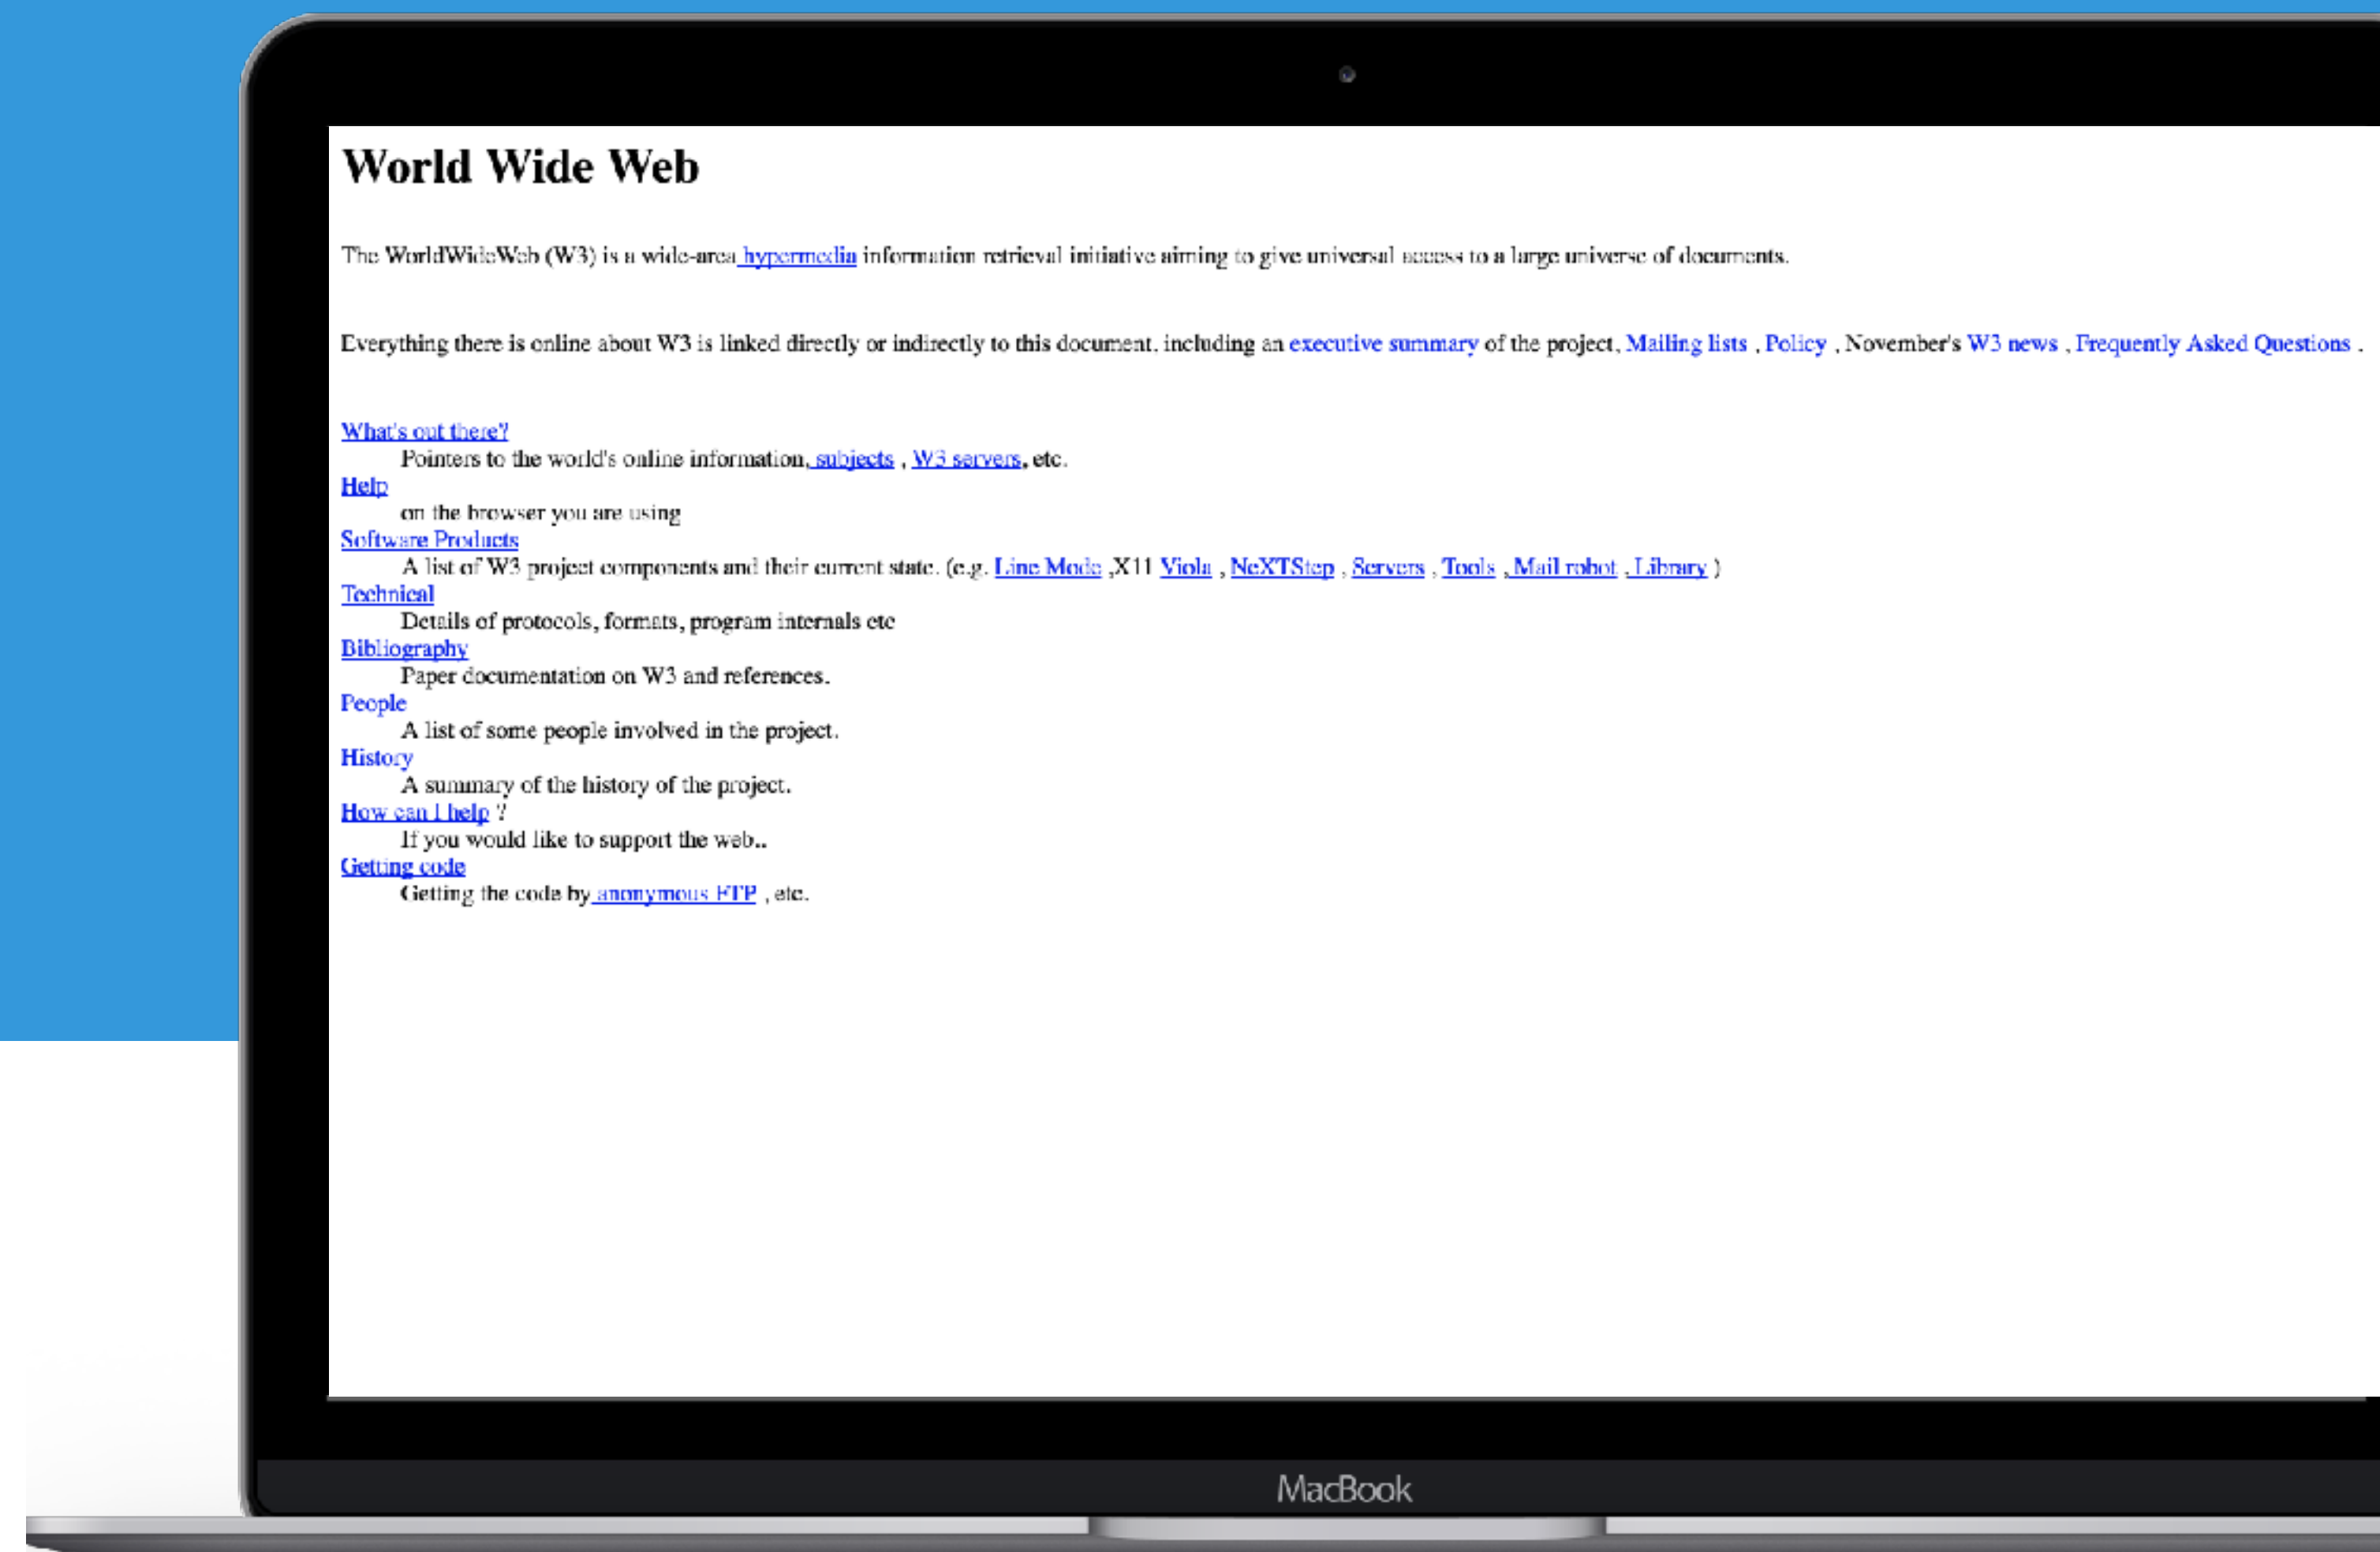 World Wide Web
The WorldWideWeb (W3) is a wide-area hypermedia information retrieval initiative aiming to give universal access to a large universe of documents.
Everything there is online about W3 is linked directly or indirectly to this document, including an executive summary of the project, Mailing lists , Policy , November's W3 news , Frequently Asked Questions .
What's out there?
Pointers to the world's online information, subjects , W3 servers, etc.
Help
on the browser you are using
Software Products
A list of W3 project components and their current state. (e.g. Line Mode ,X11 Viola , NeXTStep , Servers , Tools , Mail robot , Library )
Technical
Details of protocols, formats, program internals etc
Bibliography
Paper documentation on W3 and references.
People
A list of some people involved in the project.
History
A summary of the history of the project.
How can I help ?
If you would like to support the web..
Getting code
Getting the code by anonymous FTP , etc.
MacBook